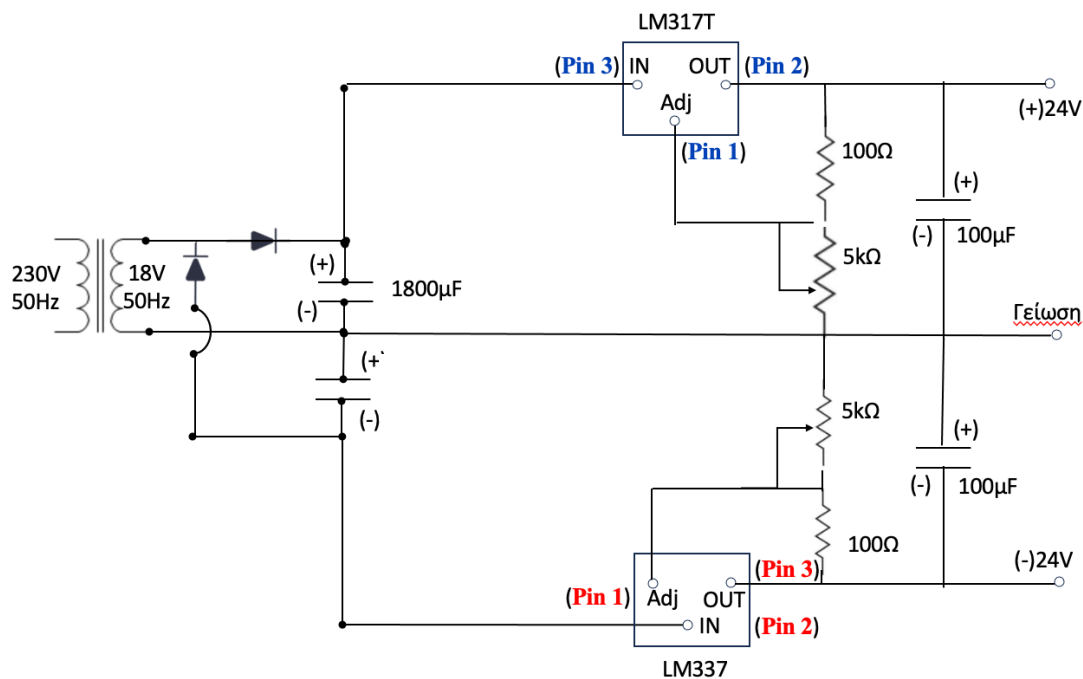 LM317T
(Pin 3)
IN
OUT
(Pin 2)
Adj
(Pin 1)
(+)24V
100Ω
(+)
(-)
100μF
5kΩ
230V
50Hz
18V
50Hz
(+)
(-)
1800μF
Γείωση
(+
(-)
5kΩ
(+)
(-)
100μF
100Ω
(-)24V
(Pin 3)
(Pin 1)
Adj
OUT
IN
(Pin 2)
LM337